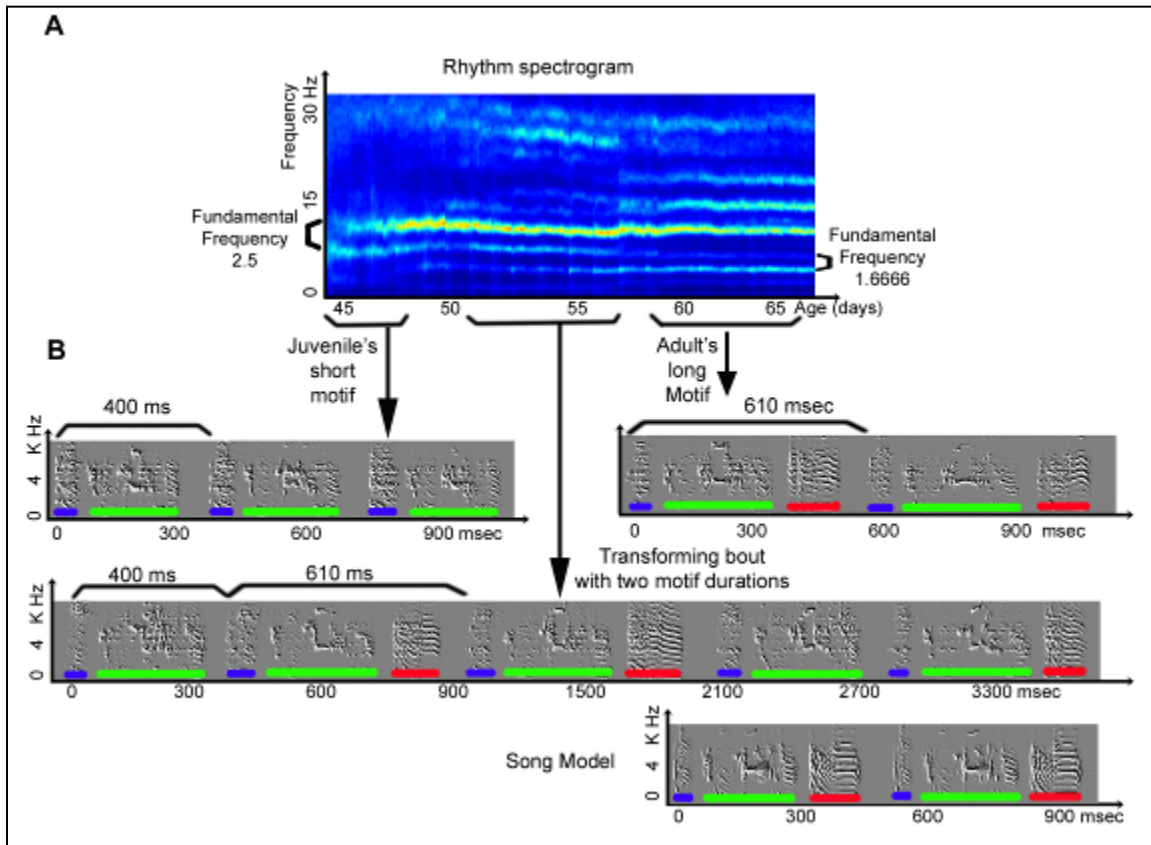 A
Rhythm spectrogram
Frequency
30 Hz
15
0
Fundamental
Frequency
2.5
Fundamental
Frequency
1.6666
45 50 55 60 65 Age (days)
B
Juvenile's
short
motif
Adult's
long
Motif
400 ms
K Hz
4
0
0 300 600 900 msec
610 msec
K Hz
4
0
0 300 600 900 msec
Transforming bout
with two motif durations
400 ms 610 ms
K Hz
4
0
0 300 600 900 1500 2100 2700 3300 msec
Song Model
K Hz
4
0
0 300 600 900 msec